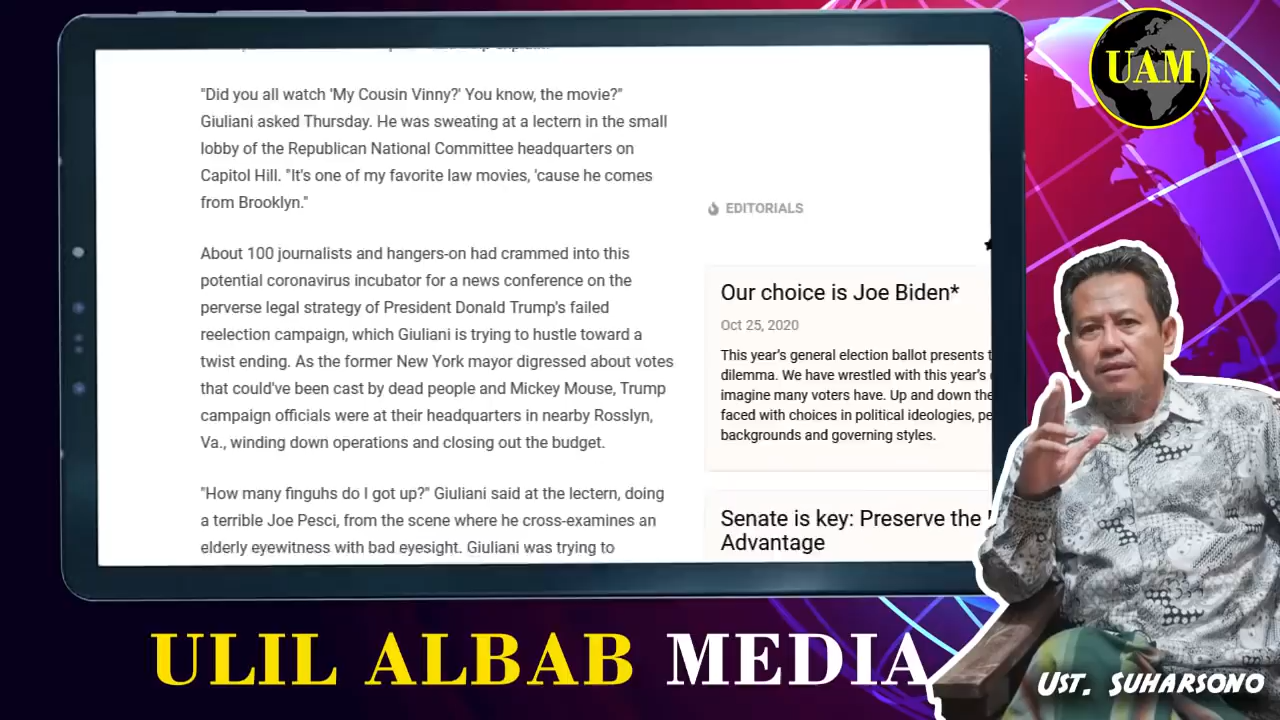 "Did you all watch 'My Cousin Vinny?' You know, the movie?"
Giuliani asked Thursday. He was sweating at a lectern in the small
lobby of the Republican National Committee headquarters on
Capitol Hill. "It's one of my favorite law movies, 'cause he comes
from Brooklyn."
About 100 journalists and hangers-on had crammed into this
potential coronavirus incubator for a news conference on the
perverse legal strategy of President Donald Trump's failed
reelection campaign, which Giuliani is trying to hustle toward a
twist ending. As the former New York mayor digressed about votes
that could've been cast by dead people and Mickey Mouse, Trump
campaign officials were at their headquarters in nearby Rosslyn,
Va., winding down operations and closing out the budget.
"How many finguhs do I got up?" Giuliani said at the lectern, doing
a terrible Joe Pesci, from the scene where he cross-examines an
elderly eyewitness with bad eyesight. Giuliani was trying to
EDITORIALS
Our choice is Joe Biden*
Oct 25, 2020
This year's general election ballot presents
dilemma. We have wrestled with this year's
imagine many voters have. Up and down the
faced with choices in political ideologies,
backgrounds and governing styles.
Senate is key: Preserve the
Advantage
UAM
ULIL ALBAB MEDIA
UST. SUHARSONO